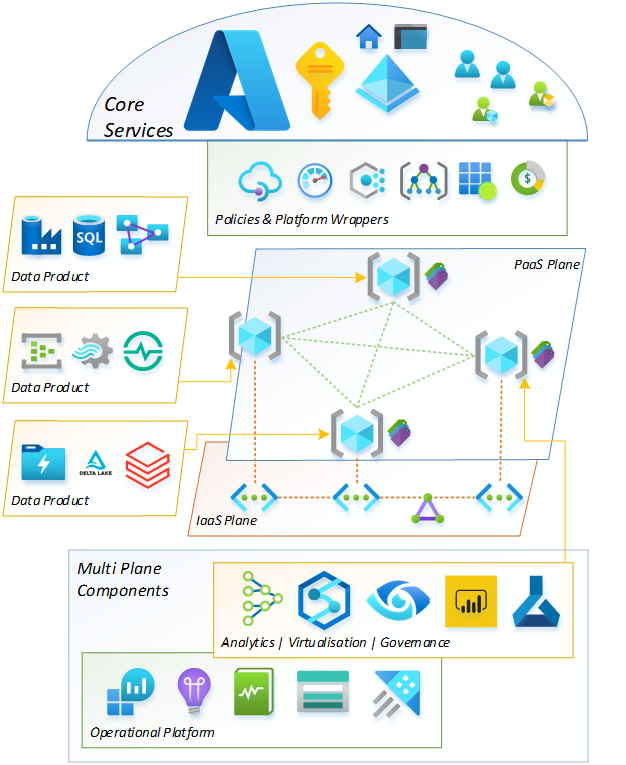 Core
Services
Policies & Platform Wrappers
SQL
Data Product
PaaS Plane
Data Product
DELTA LAKE
Data Product
IaaS Plane
Multi Plane
Components
Analytics | Virtualisation | Governance
Operational Platform